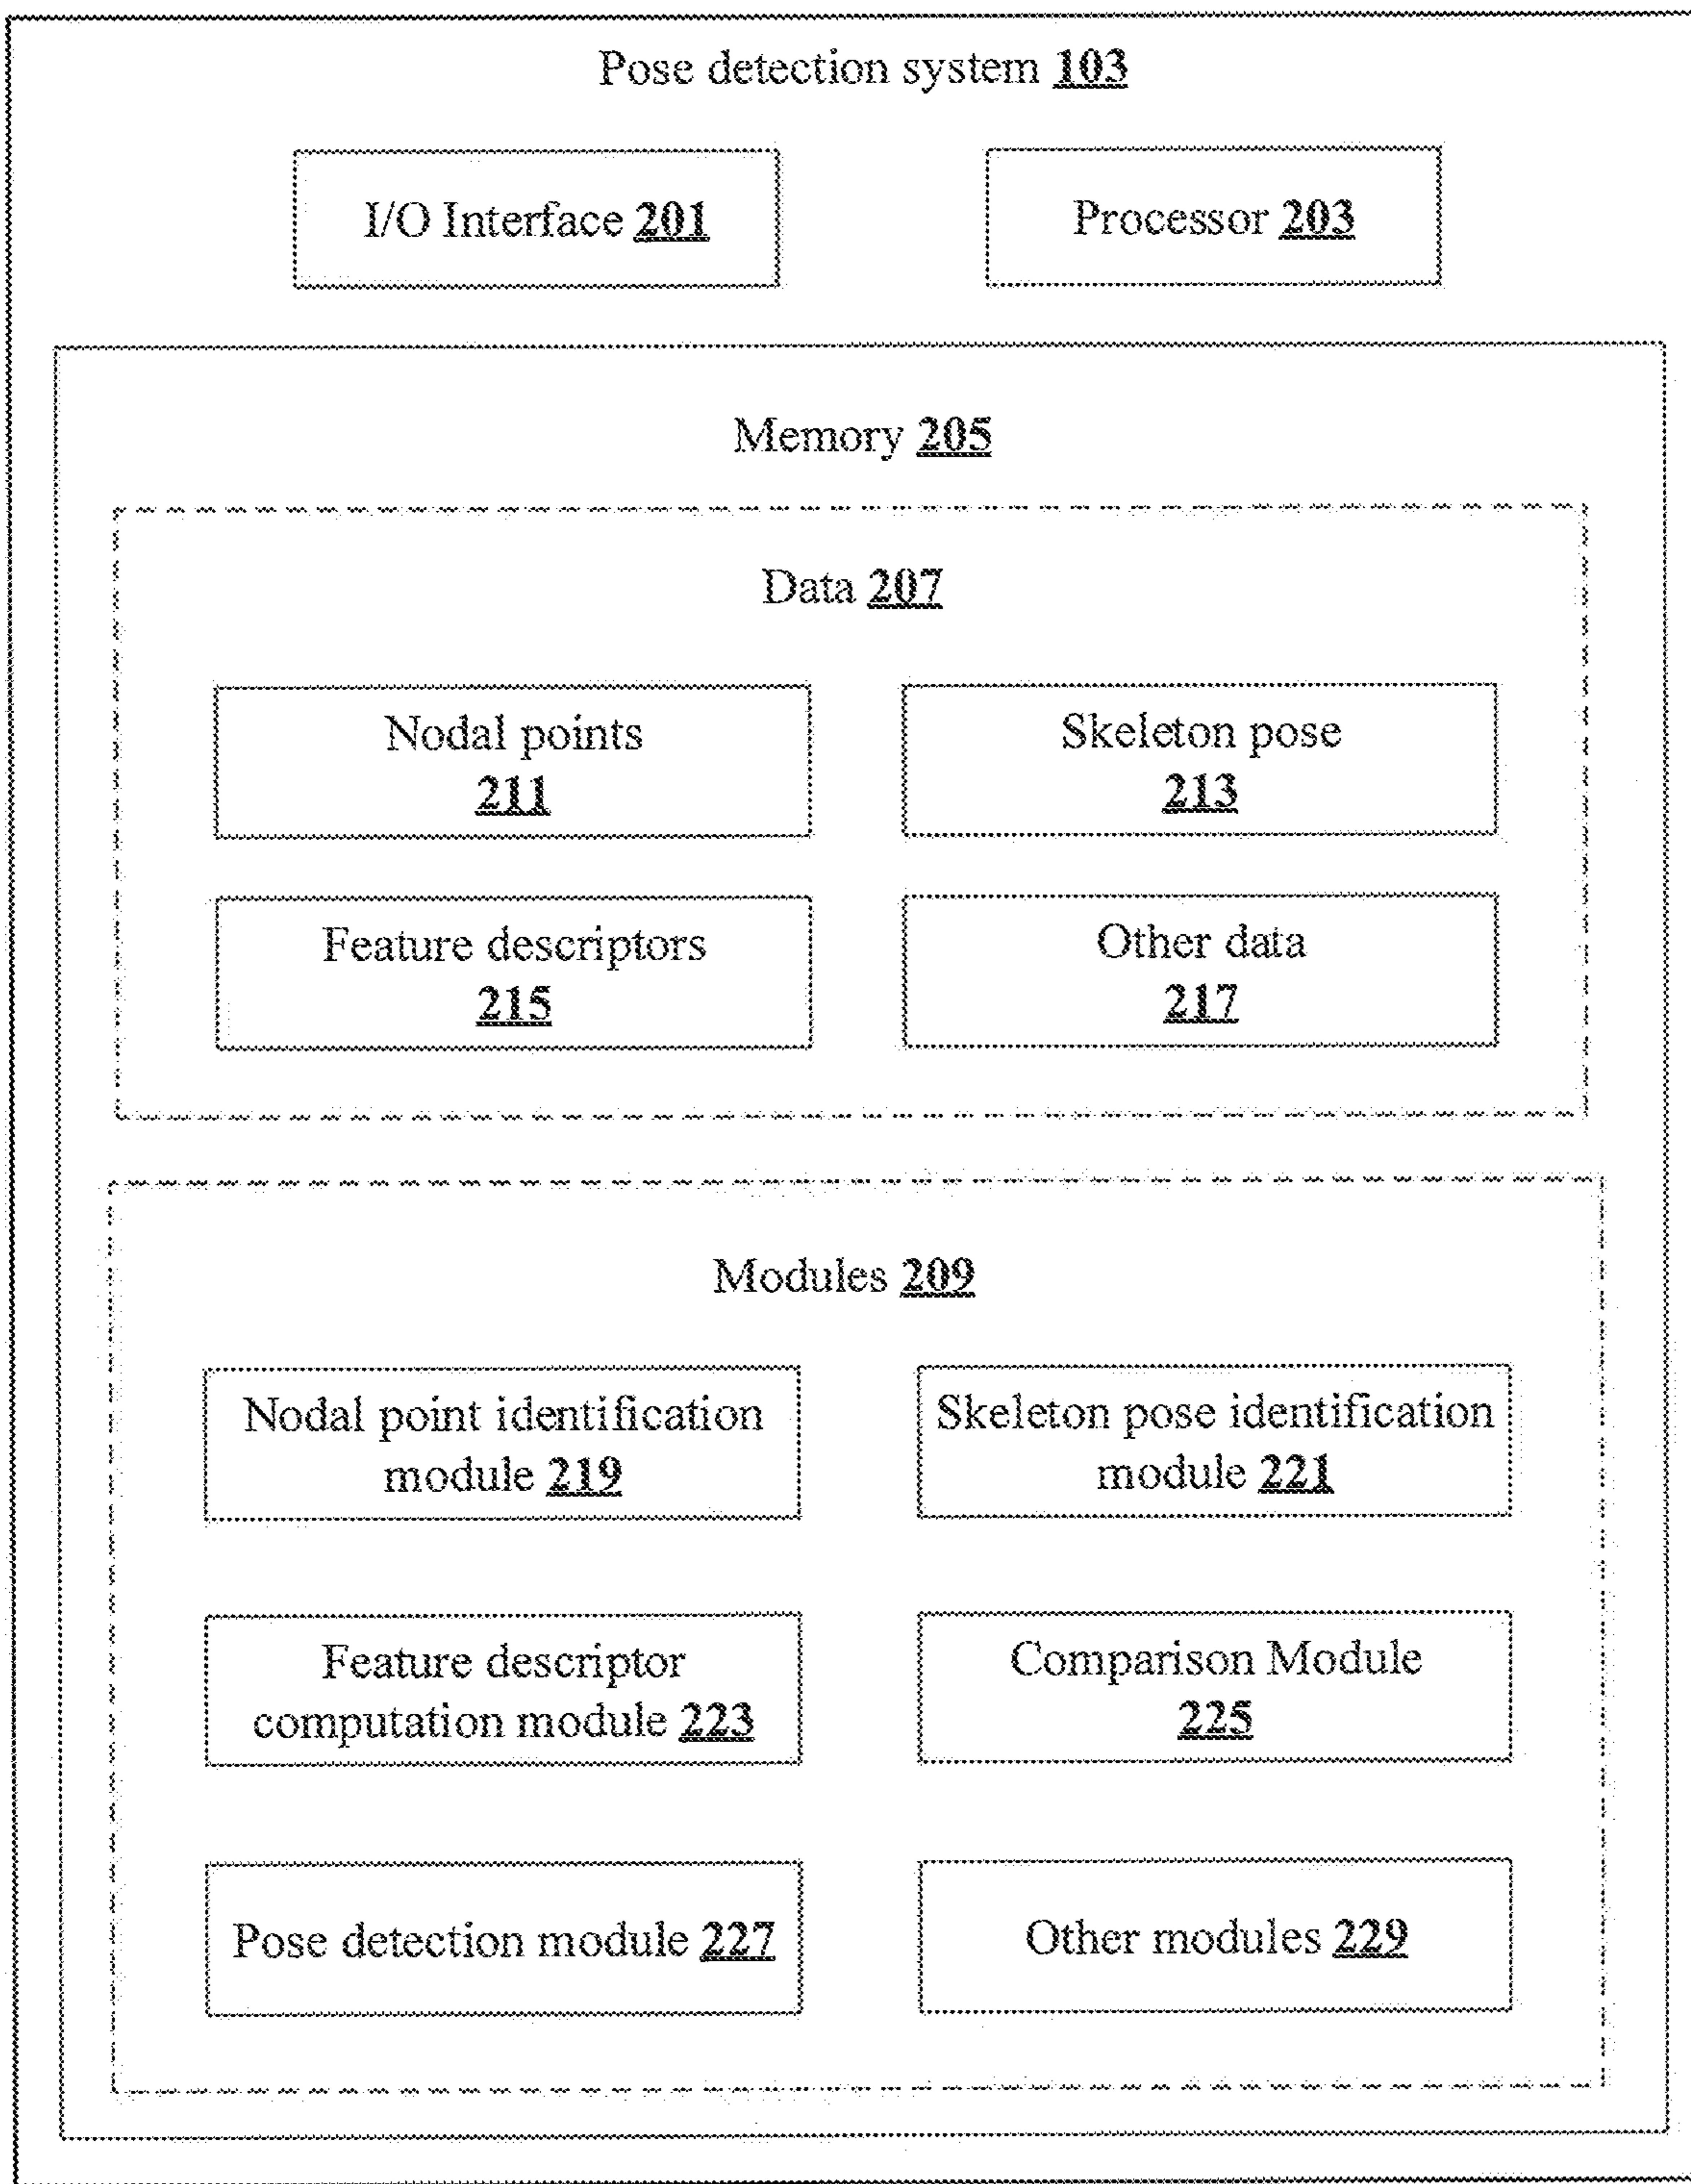 Pose detection system 103
I/O Interface 201
Processor 203
Memory 205
Data 207
Nodal points
211
Skeleton pose
213
Feature descriptors
215
Other data
217
Modules 209
Nodal point identification
module 219
Skeleton pose identification
module 221
Feature descriptor
computation module 223
Comparison Module
225
Pose detection module 227
Other modules 229